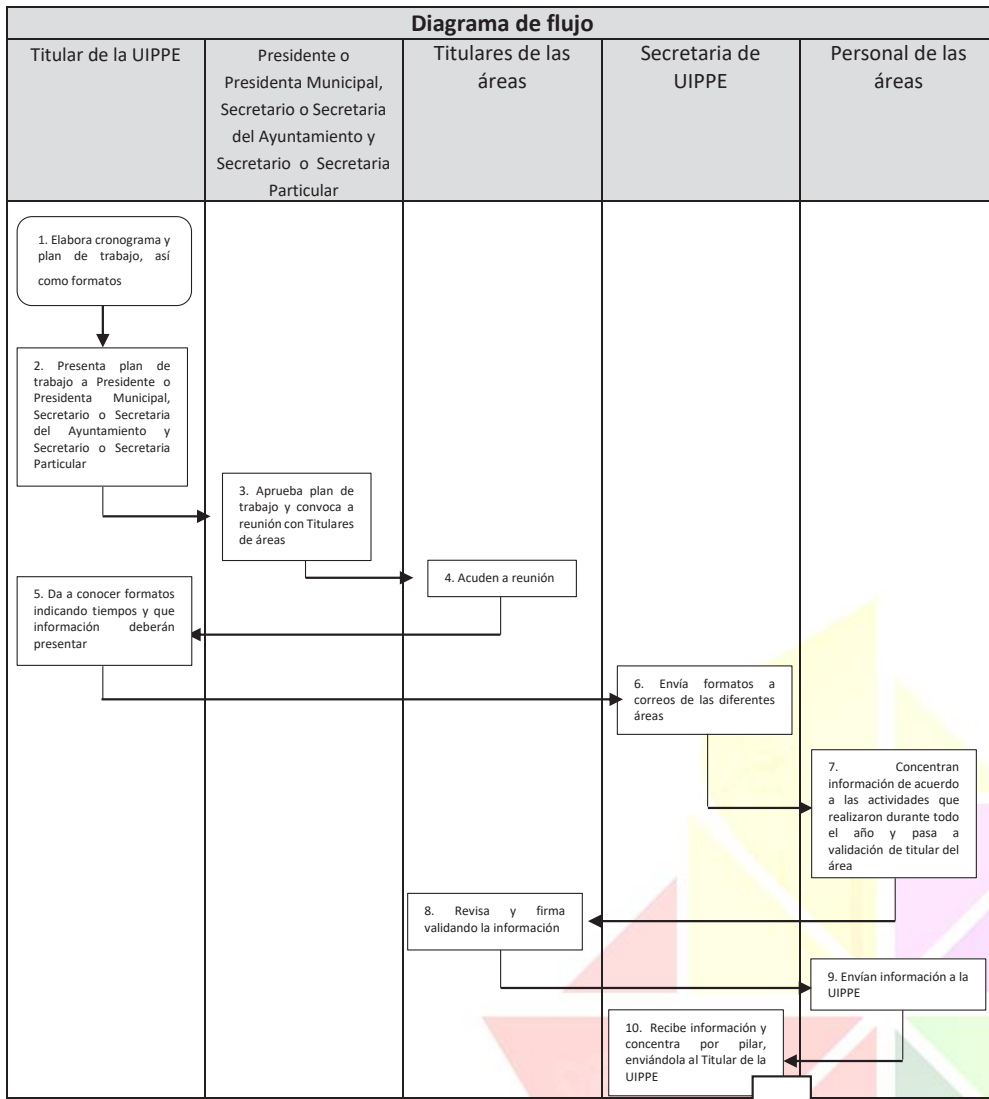 Diagrama de flujo
Titular de la UIPPE
Presidente o
Presidenta Municipal,
Secretario o Secretaria
del Ayuntamiento y
Secretario o Secretaria
Particular
Titulares de las
áreas
Secretaria de
UIPPE
Personal de las
áreas
1. Elabora cronograma y
plan de trabajo, así
como formatos
2. Presenta plan de
trabajo a Presidente o
Presidenta Municipal,
Secretario o Secretaria
del Ayuntamiento y
Secretario o Secretaria
Particular
3. Aprueba plan de
trabajo y convoca a
reunión con Titulares
de áreas
4. Acuden a reunión
5. Da a conocer formatos
indicando tiempos y que
información deberán
presentar
6. Envía formatos a
correos de las diferentes
áreas
7. Concentran
información de acuerdo
a las actividades que
realizaron durante todo
el año y pasa a
validación de titular del
área
8. Revisa y firma
validando la información
9. Envían información a la
UIPPE
10. Recibe información y
concentra por pilar,
enviándola al Titular de la
UIPPE